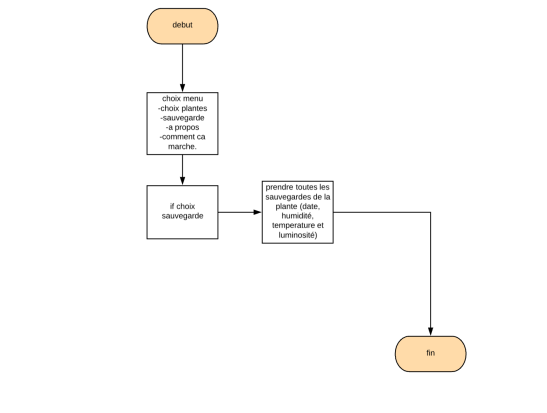 debut
choix menu
-choix plantes
-sauvegarde
-a propos
-comment ca
marche.
if choix
sauvegarde
prendre toutes les
sauvegardes de la
plante (date,
humidité,
temperature et
luminosité)
fin